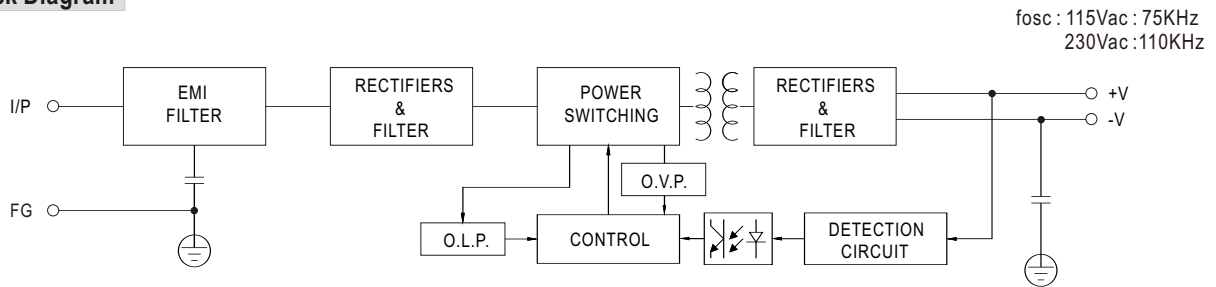 k Diagram
fosc : 115Vac : 75KHz
230Vac :110KHz
I/P
EMI
FILTER
RECTIFIERS
&
FILTER
POWER
SWITCHING
RECTIFIERS
&
FILTER
+V
-V
O.V.P.
FG
O.L.P.
CONTROL
DETECTION
CIRCUIT